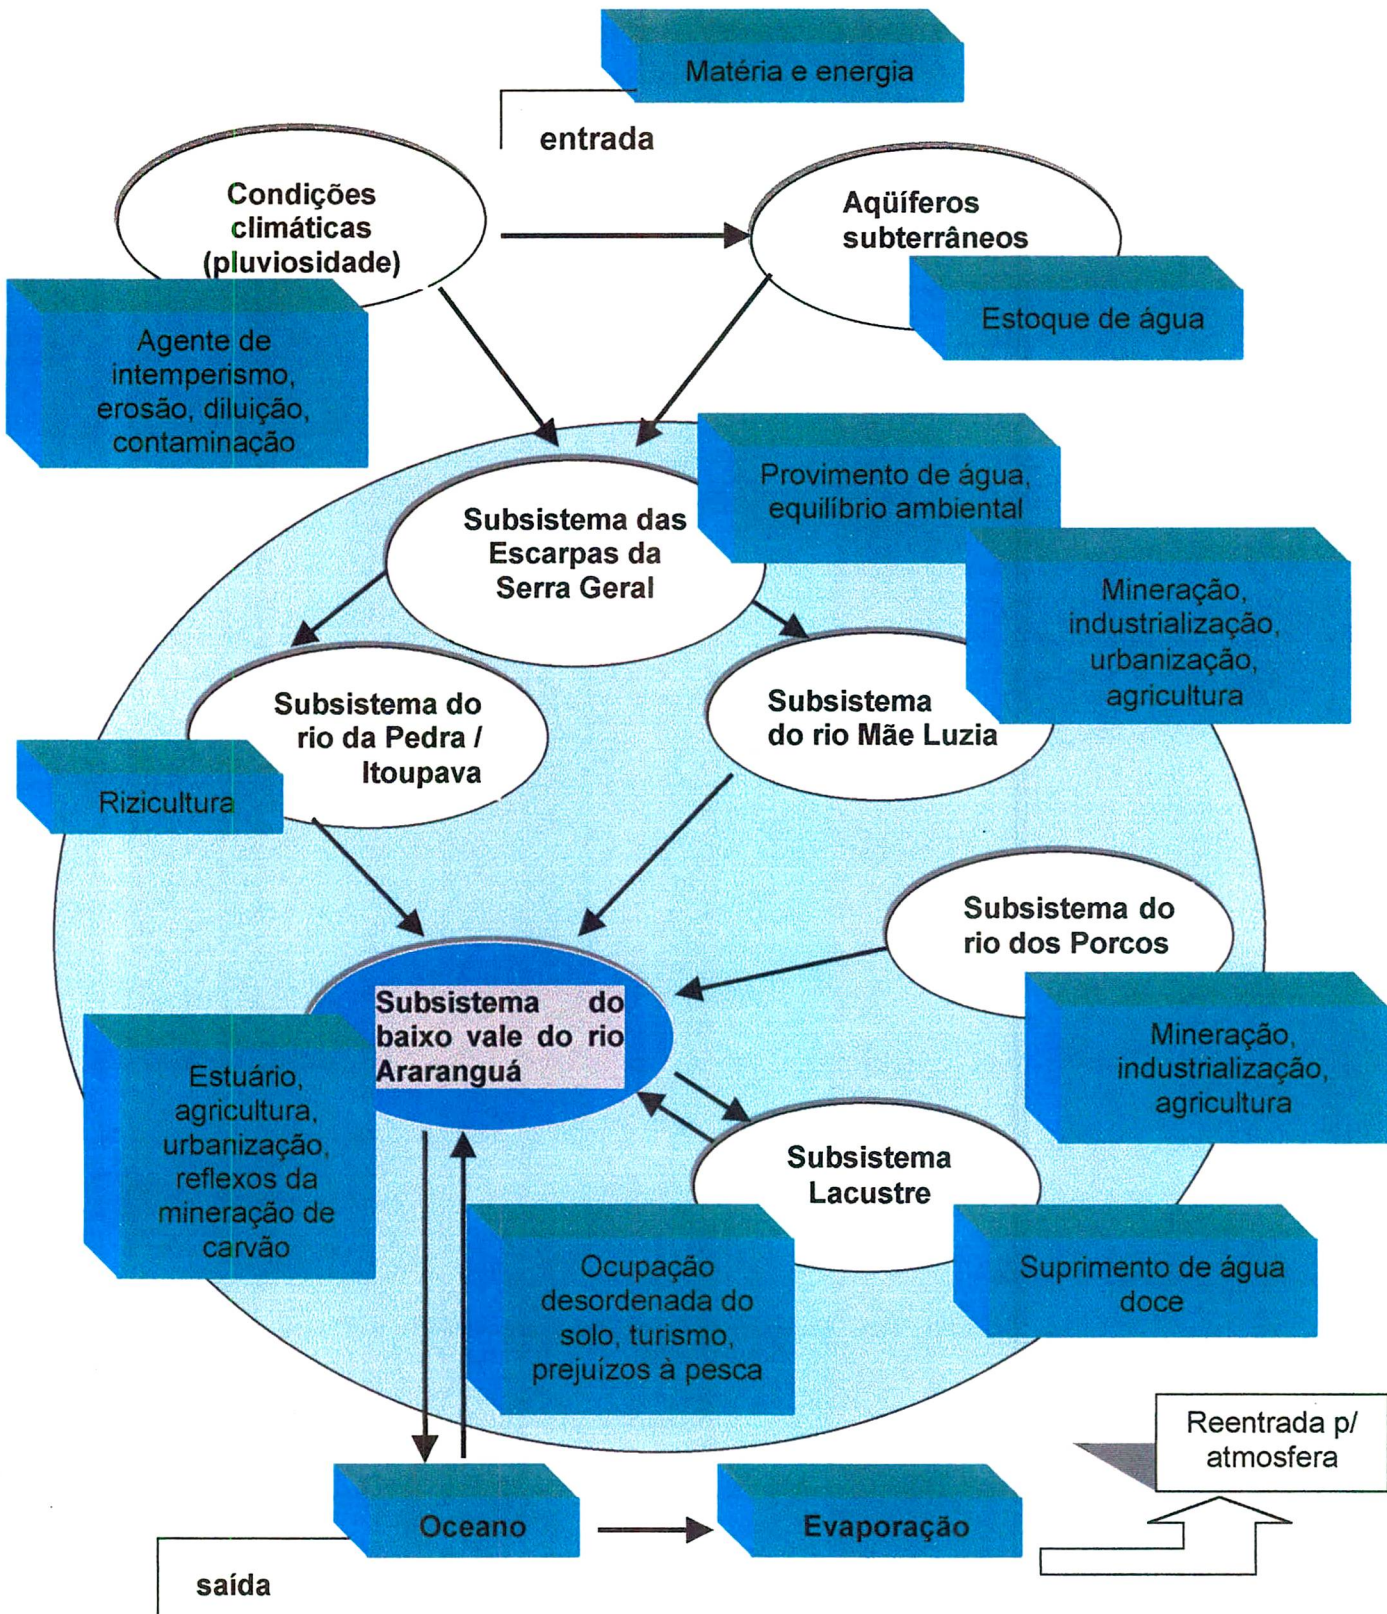 Matéria e energia
entrada
Condições
climáticas
(pluviosidade)
Aqüíferos
subterrâneos
Estoque de água
Agente de
intemperismo,
erosão, diluição,
contaminação
Provimento de água,
equilíbrio ambiental
Subsistema das
Escarpas da
Serra Geral
Mineração,
industrialização,
urbanização,
agricultura
Subsistema do
rio da Pedra /
Itoupava
Subsistema
do rio Mãe Luzia
Rizicultura
Subsistema do
rio dos Porcos
Subsistema do
baixo vale do rio
Araranguá
Mineração,
industrialização,
agricultura
Estuário,
agricultura,
urbanização,
reflexos da
mineração de
carvão
Subsistema
Lacustre
Ocupação
desordenada do
solo, turismo,
prejuízos à pesca
Suprimento de água
doce
Reentrada p/
atmosfera
Oceano
Evaporação
saída